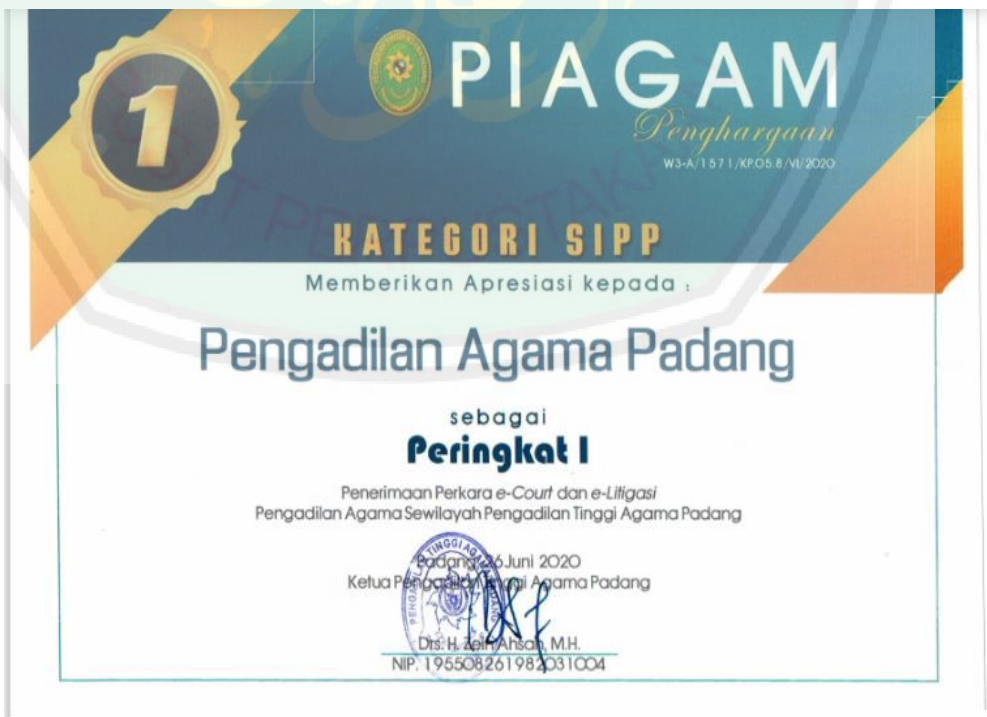 1
PIAGAM
Penghargaan
W3-A/1571/KP.05.8/VI/2020
KATEGORI SIPP
Memberikan Apresiasi kepada :
Pengadilan Agama Padang
sebagai
Peringkat I
Penerimaan Perkara e-Court dan e-Litigasi
Pengadilan Agama Sewilayah Pengadilan Tinggi Agama Padang
Padang, 26 Juni 2020
Ketua Pengadilan Tinggi Agama Padang
Drs. H. Zein Ahsan, M.H.
NIP. 195508261982031004